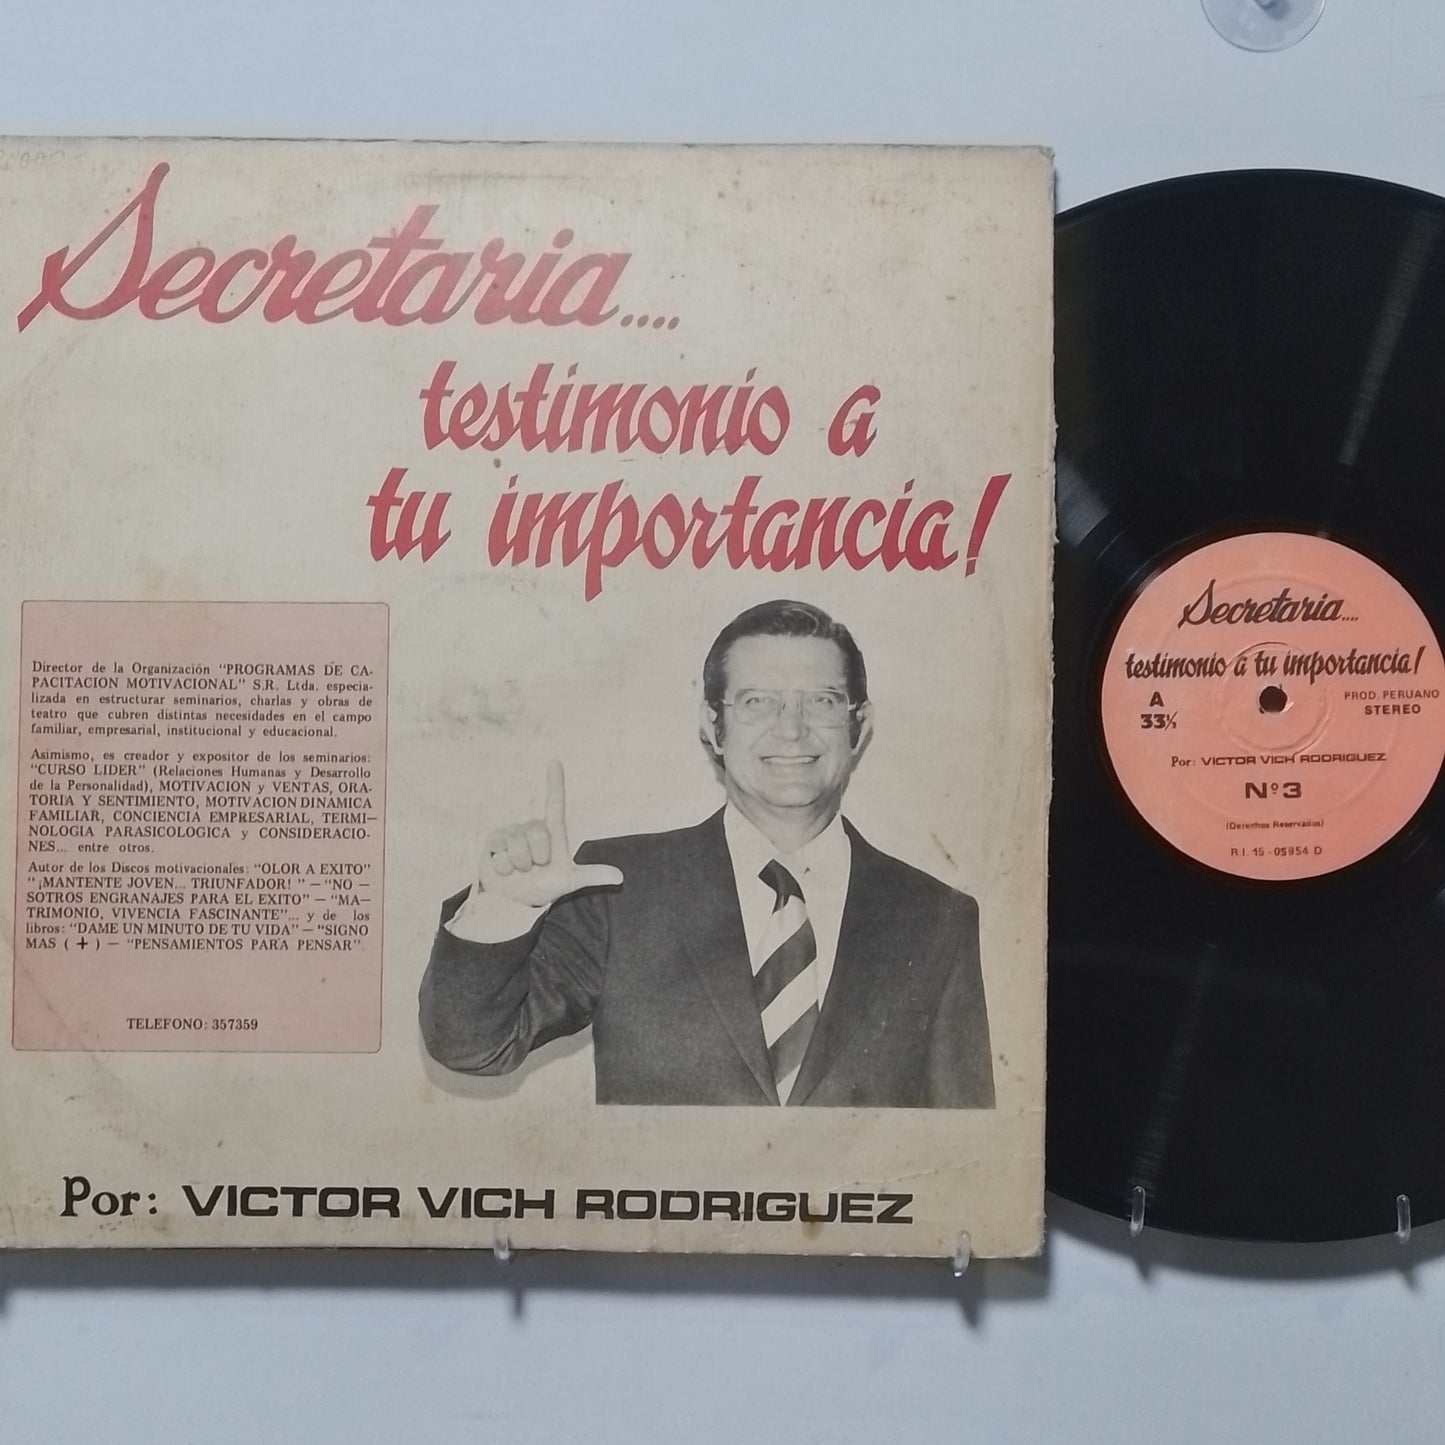 Secretaria....
testimonio a
tu importancia!
Director de la Organización "PROGRAMAS DE CA-
PACITACION MOTIVACIONAL" S.R. Ltda. especia-
lizada en estructurar seminarios, charlas y obras de
teatro que cubren distintas necesidades en el campo
familiar, empresarial, institucional y educacional.
Asimismo, es creador y expositor de los seminarios:
"CURSO LIDER" (Relaciones Humanas y Desarrollo
de la Personalidad), MOTIVACION y VENTAS, ORA-
TORIA Y SENTIMIENTO, MOTIVACION DINAMICA
FAMILIAR, CONCIENCIA EMPRESARIAL, TERMI-
NOLOGIA PARASICOLOGICA y CONSIDERACIO-
NES... entre otros.
Autor de los Discos motivacionales: "OLOR A EXITO"
"¡MANTENTE JOVEN... TRIUNFADOR! " – "NO –
SOTROS ENGRANAJES PARA EL EXITO" – "MA-
TRIMONIO, VIVENCIA FASCINANTE"... y de los
libros: "DAME UN MINUTO DE TU VIDA" – "SIGNO
MAS ( + ) – "PENSAMIENTOS PARA PENSAR".
TELEFONO: 357359
Por: VICTOR VICH RODRIGUEZ
Secretaria....
testimonio a tu importancia!
A
33⅓
PROD. PERUANO
STEREO
Por: VICTOR VICH RODRIGUEZ
Nº 3
(Derechos Reservados)
R.I. 15 - 05954 D